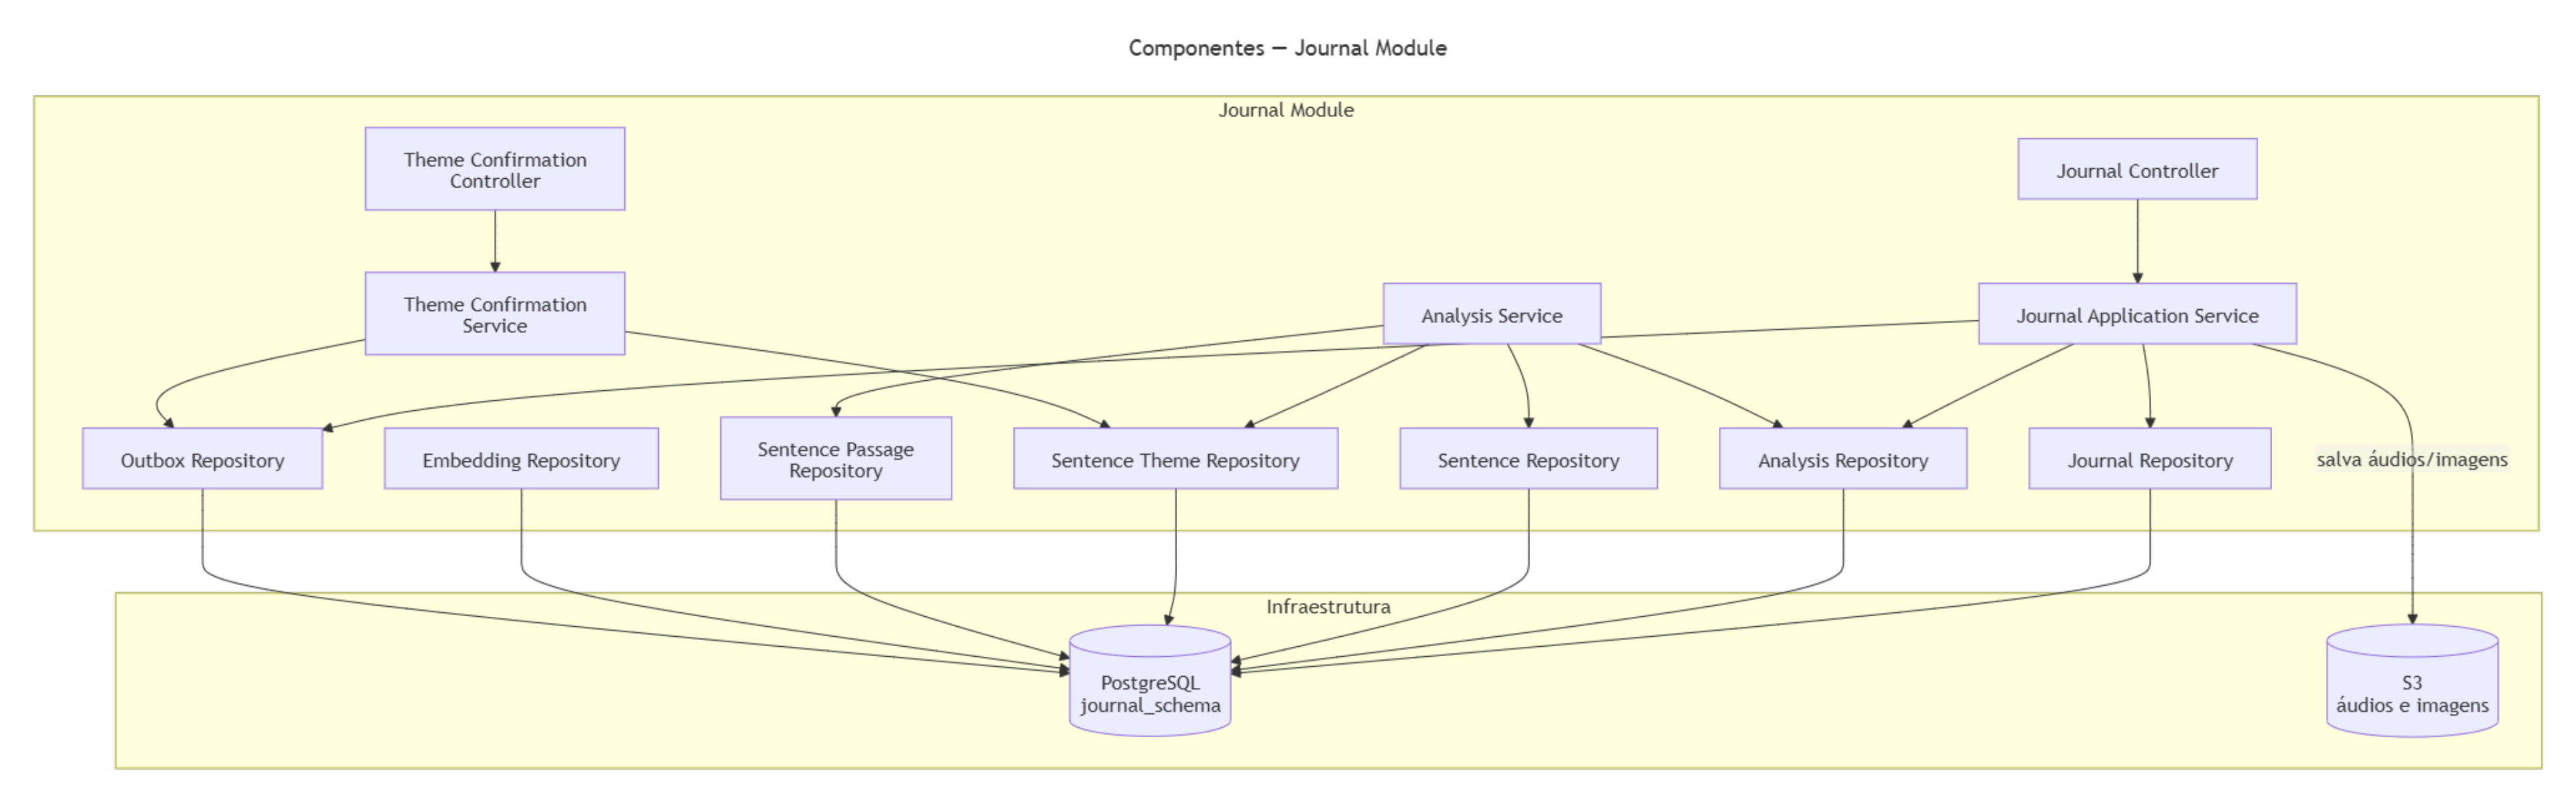 Componentes — Journal Module
Journal Module
Theme Confirmation
Controller
Journal Controller
Theme Confirmation
Service
Analysis Service
Journal Application Service
Outbox Repository
Embedding Repository
Sentence Passage
Repository
Sentence Theme Repository
Sentence Repository
Analysis Repository
Journal Repository
salva áudios/imagens
Infraestrutura
PostgreSQL
journal_schema
S3
áudios e imagens